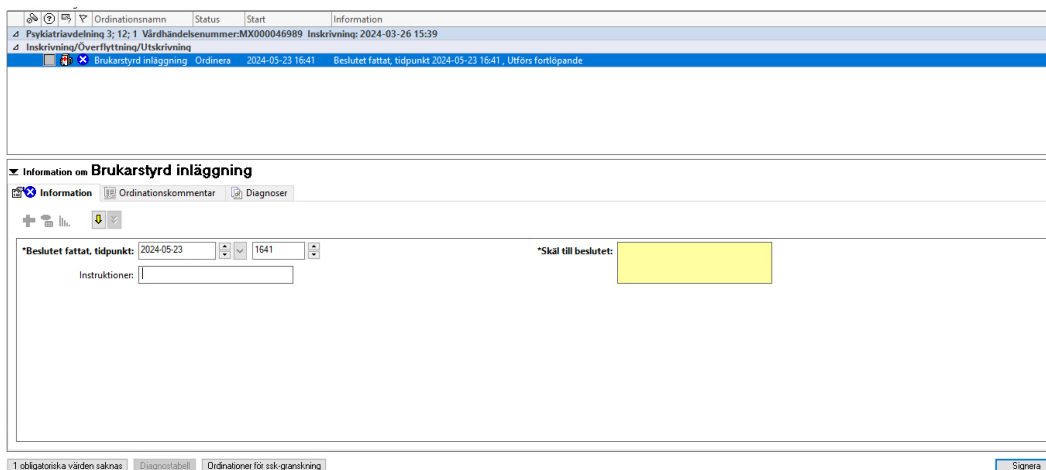 Ordinationsnamn Status Start Information
Psykiatriavdelning 3; 12; 1 Vårdhändelsenummer:MX000046989 Inskrivning: 2024-03-26 15:39
Inskrivning/Överflyttning/Utskrivning
Brukarstyrd inläggning Ordinera 2024-05-23 16:41 Beslutet fattat, tidpunkt 2024-05-23 16:41 , Utförs fortlöpande
Information om Brukarstyrd inläggning
Information Ordinationskommentar Diagnoser
*Beslutet fattat, tidpunkt: 2024-05-23 1641 *Skäl till beslutet:
Instruktioner:
1 obligatoriska värden saknas Diagnostabell Ordinationer för ssk-granskning Signera